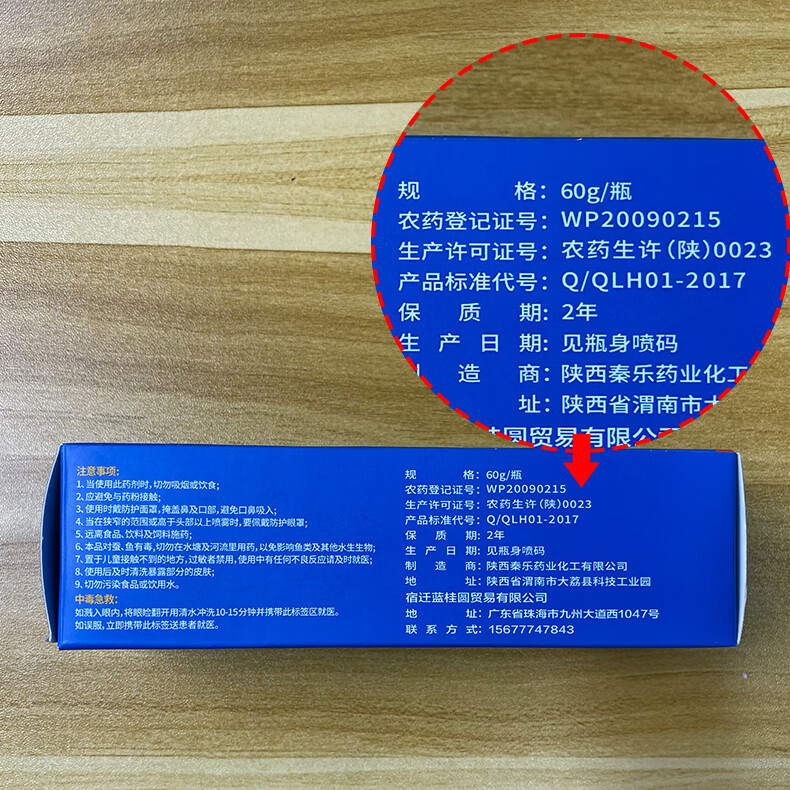 规格：60g/瓶
农药登记证号：WP20090215
生产许可证号：农药生许（陕）0023
产品标准代号：Q/QLH01-2017
保质期：2年
生产日期：见瓶身喷码
造商：陕西秦乐药业化工
址：陕西省渭南市大
桂圆贸易有限公司
注意事项：
1、当使用此药剂时，切勿吸烟或饮食；
2、应避免与药粉接触；
3、使用时戴防护面罩，掩盖鼻及口部，避免口鼻吸入；
4、当在狭窄的范围或高于头部以上喷雾时，要佩戴防护眼罩；
5、远离食品、饮料及饲料施药；
6、本品对蚕、鱼有毒，切勿在水塘及河流里用药，以免影响鱼类及其他水生生物；
7、置于儿童接触不到的地方，过敏者禁用，使用中有任何不良反应请及时就医；
8、使用后及时清洗暴露部分的皮肤；
9、切勿污染食品或饮用水。
中毒急救：
如溅入眼内，将眼睑翻开用清水冲洗10-15分钟并携带此标签区就医。
如误服，立即携带此标签送患者就医。
规格：60g/瓶
农药登记证号：WP20090215
生产许可证号：农药生许（陕）0023
产品标准代号：Q/QLH01-2017
保质期：2年
生产日期：见瓶身喷码
制造商：陕西秦乐药业化工有限公司
地址：陕西省渭南市大荔县科技工业园
宿迁蓝桂圆贸易有限公司
地址：广东省珠海市九州大道西1047号
联系方式：15677747843